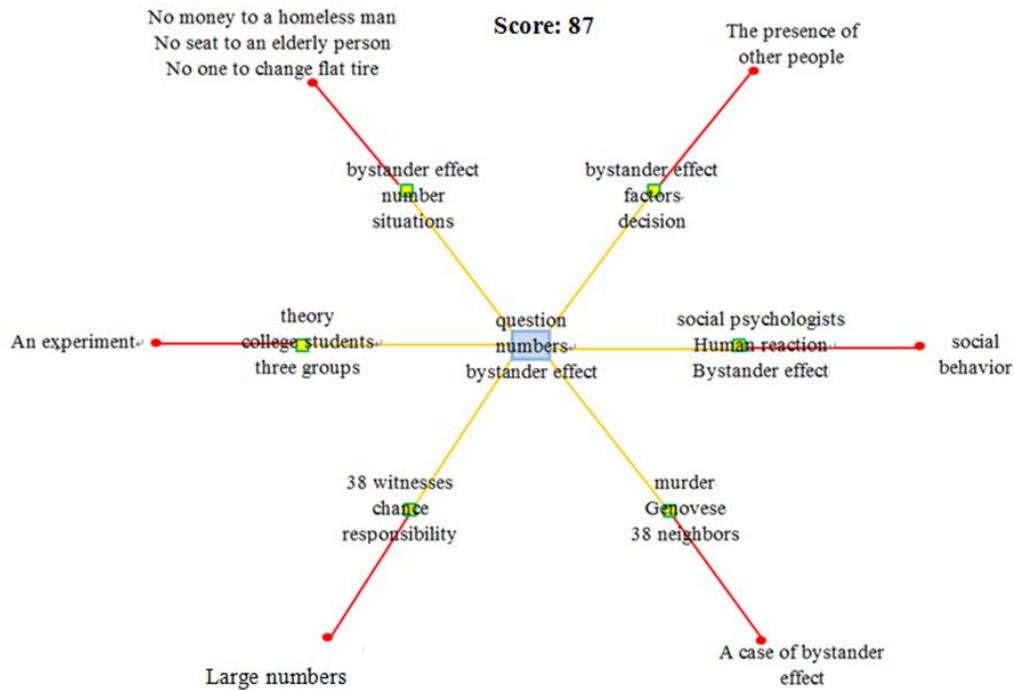 No money to a homeless man
No seat to an elderly person
No one to change flat tire
Score: 87
The presence of
other people
bystander effect
number
situations
bystander effect
factors
decision
An experiment
theory
college students
three groups
question
numbers
bystander effect
social psychologists
Human reaction
Bystander effect
social
behavior
38 witnesses
chance
responsibility
murder
Genovese
38 neighbors
Large numbers
A case of bystander
effect